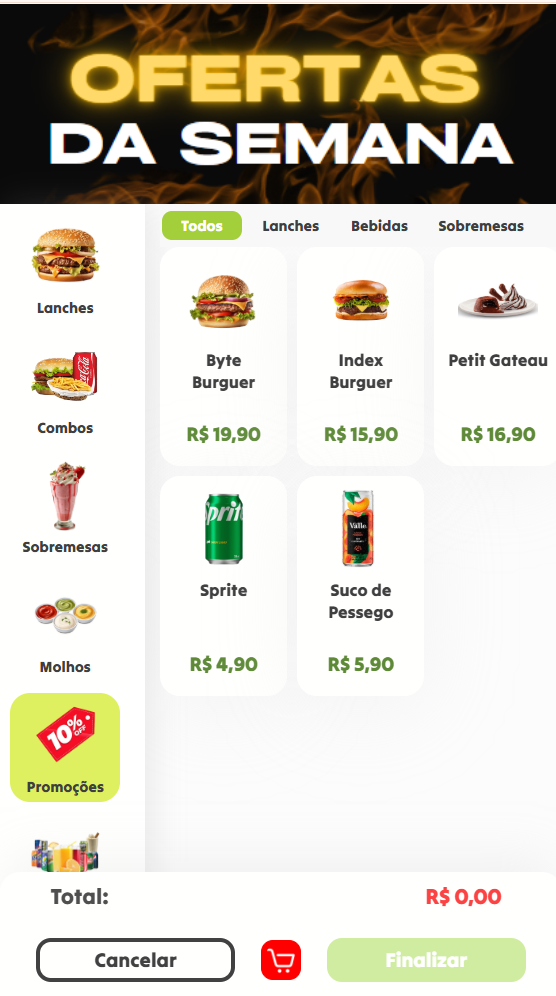 OFERTAS
DA SEMANA
Todos
Lanches
Bebidas
Sobremesas
Lanches
Combos
Sobremesas
Molhos
10%
OFF
Promoções
Byte
Burguer
R$ 19,90
Index
Burguer
R$ 15,90
Petit Gateau
R$ 16,90
Sprite
Sprite
R$ 4,90
Valle
Suco de
Pessego
R$ 5,90
Total:
R$ 0,00
Cancelar
Finalizar